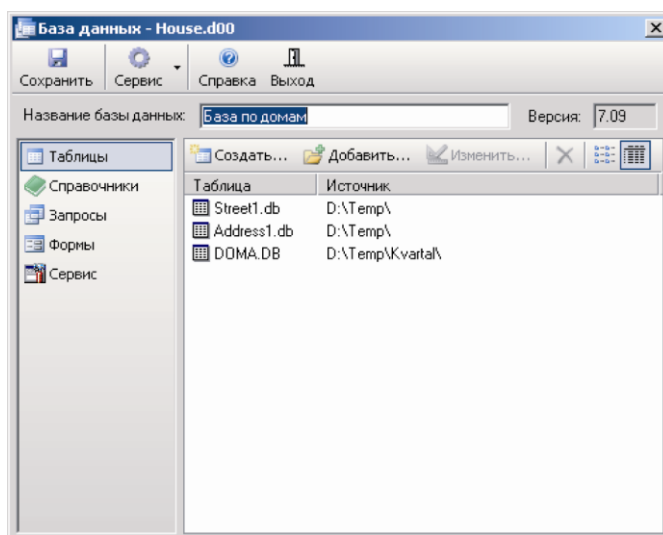 База данных - House.d00
Сохранить Сервис Справка Выход
Название базы данных: База по домам Версия: 7.09
Таблицы
Справочники
Запросы
Формы
Сервис
Создать... Добавить... Изменить...
Таблица Источник
Street1.db D:\Temp\
Address1.db D:\Temp\
DOMA.DB D:\Temp\Kvartal\